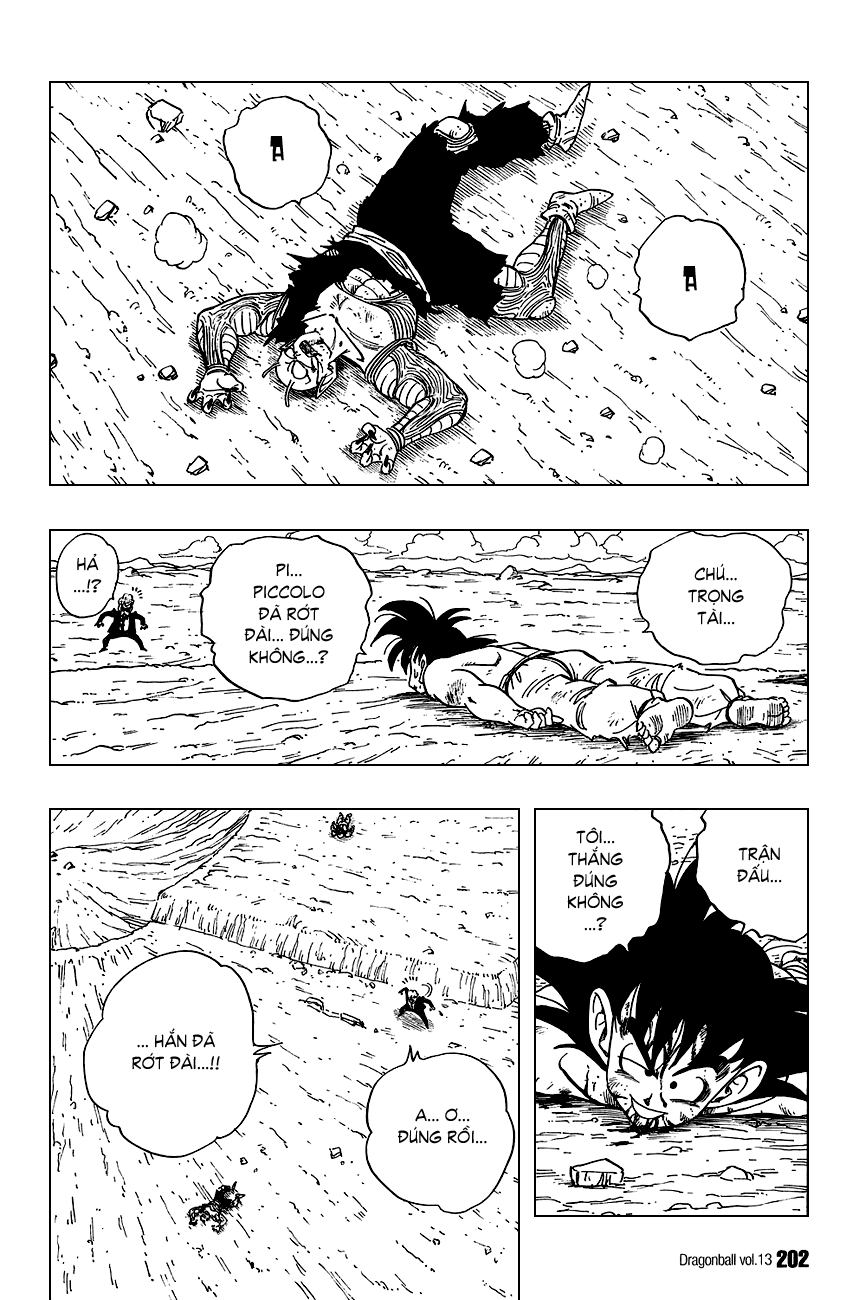 CHÚ...
TRỌNG
TÀI...
PI...
PICCOLO
ĐÃ RỚT
ĐÀI... ĐÚNG
KHÔNG...?
HẢ
...!?
TRẬN
ĐẤU...
TÔI...
THẮNG
ĐÚNG
KHÔNG
...?
A... Ơ...
ĐÚNG RỒI...
... HẮN ĐÃ
RỚT ĐÀI...!!
Dragonball vol.13 202